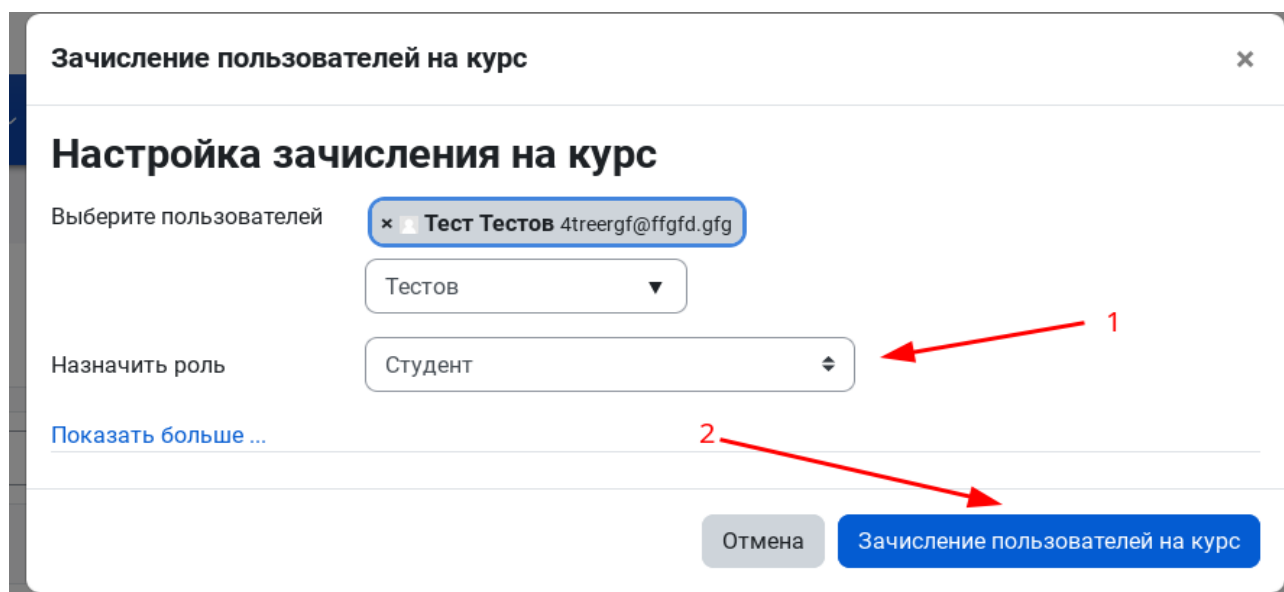 Зачисление пользователей на курс ×
Настройка зачисления на курс
Выберите пользователей × Тест Тестов 4treergf@ffgfd.gfg
Тестов ▼
1
Назначить роль Студент
Показать больше ...
2
Отмена Зачисление пользователей на курс